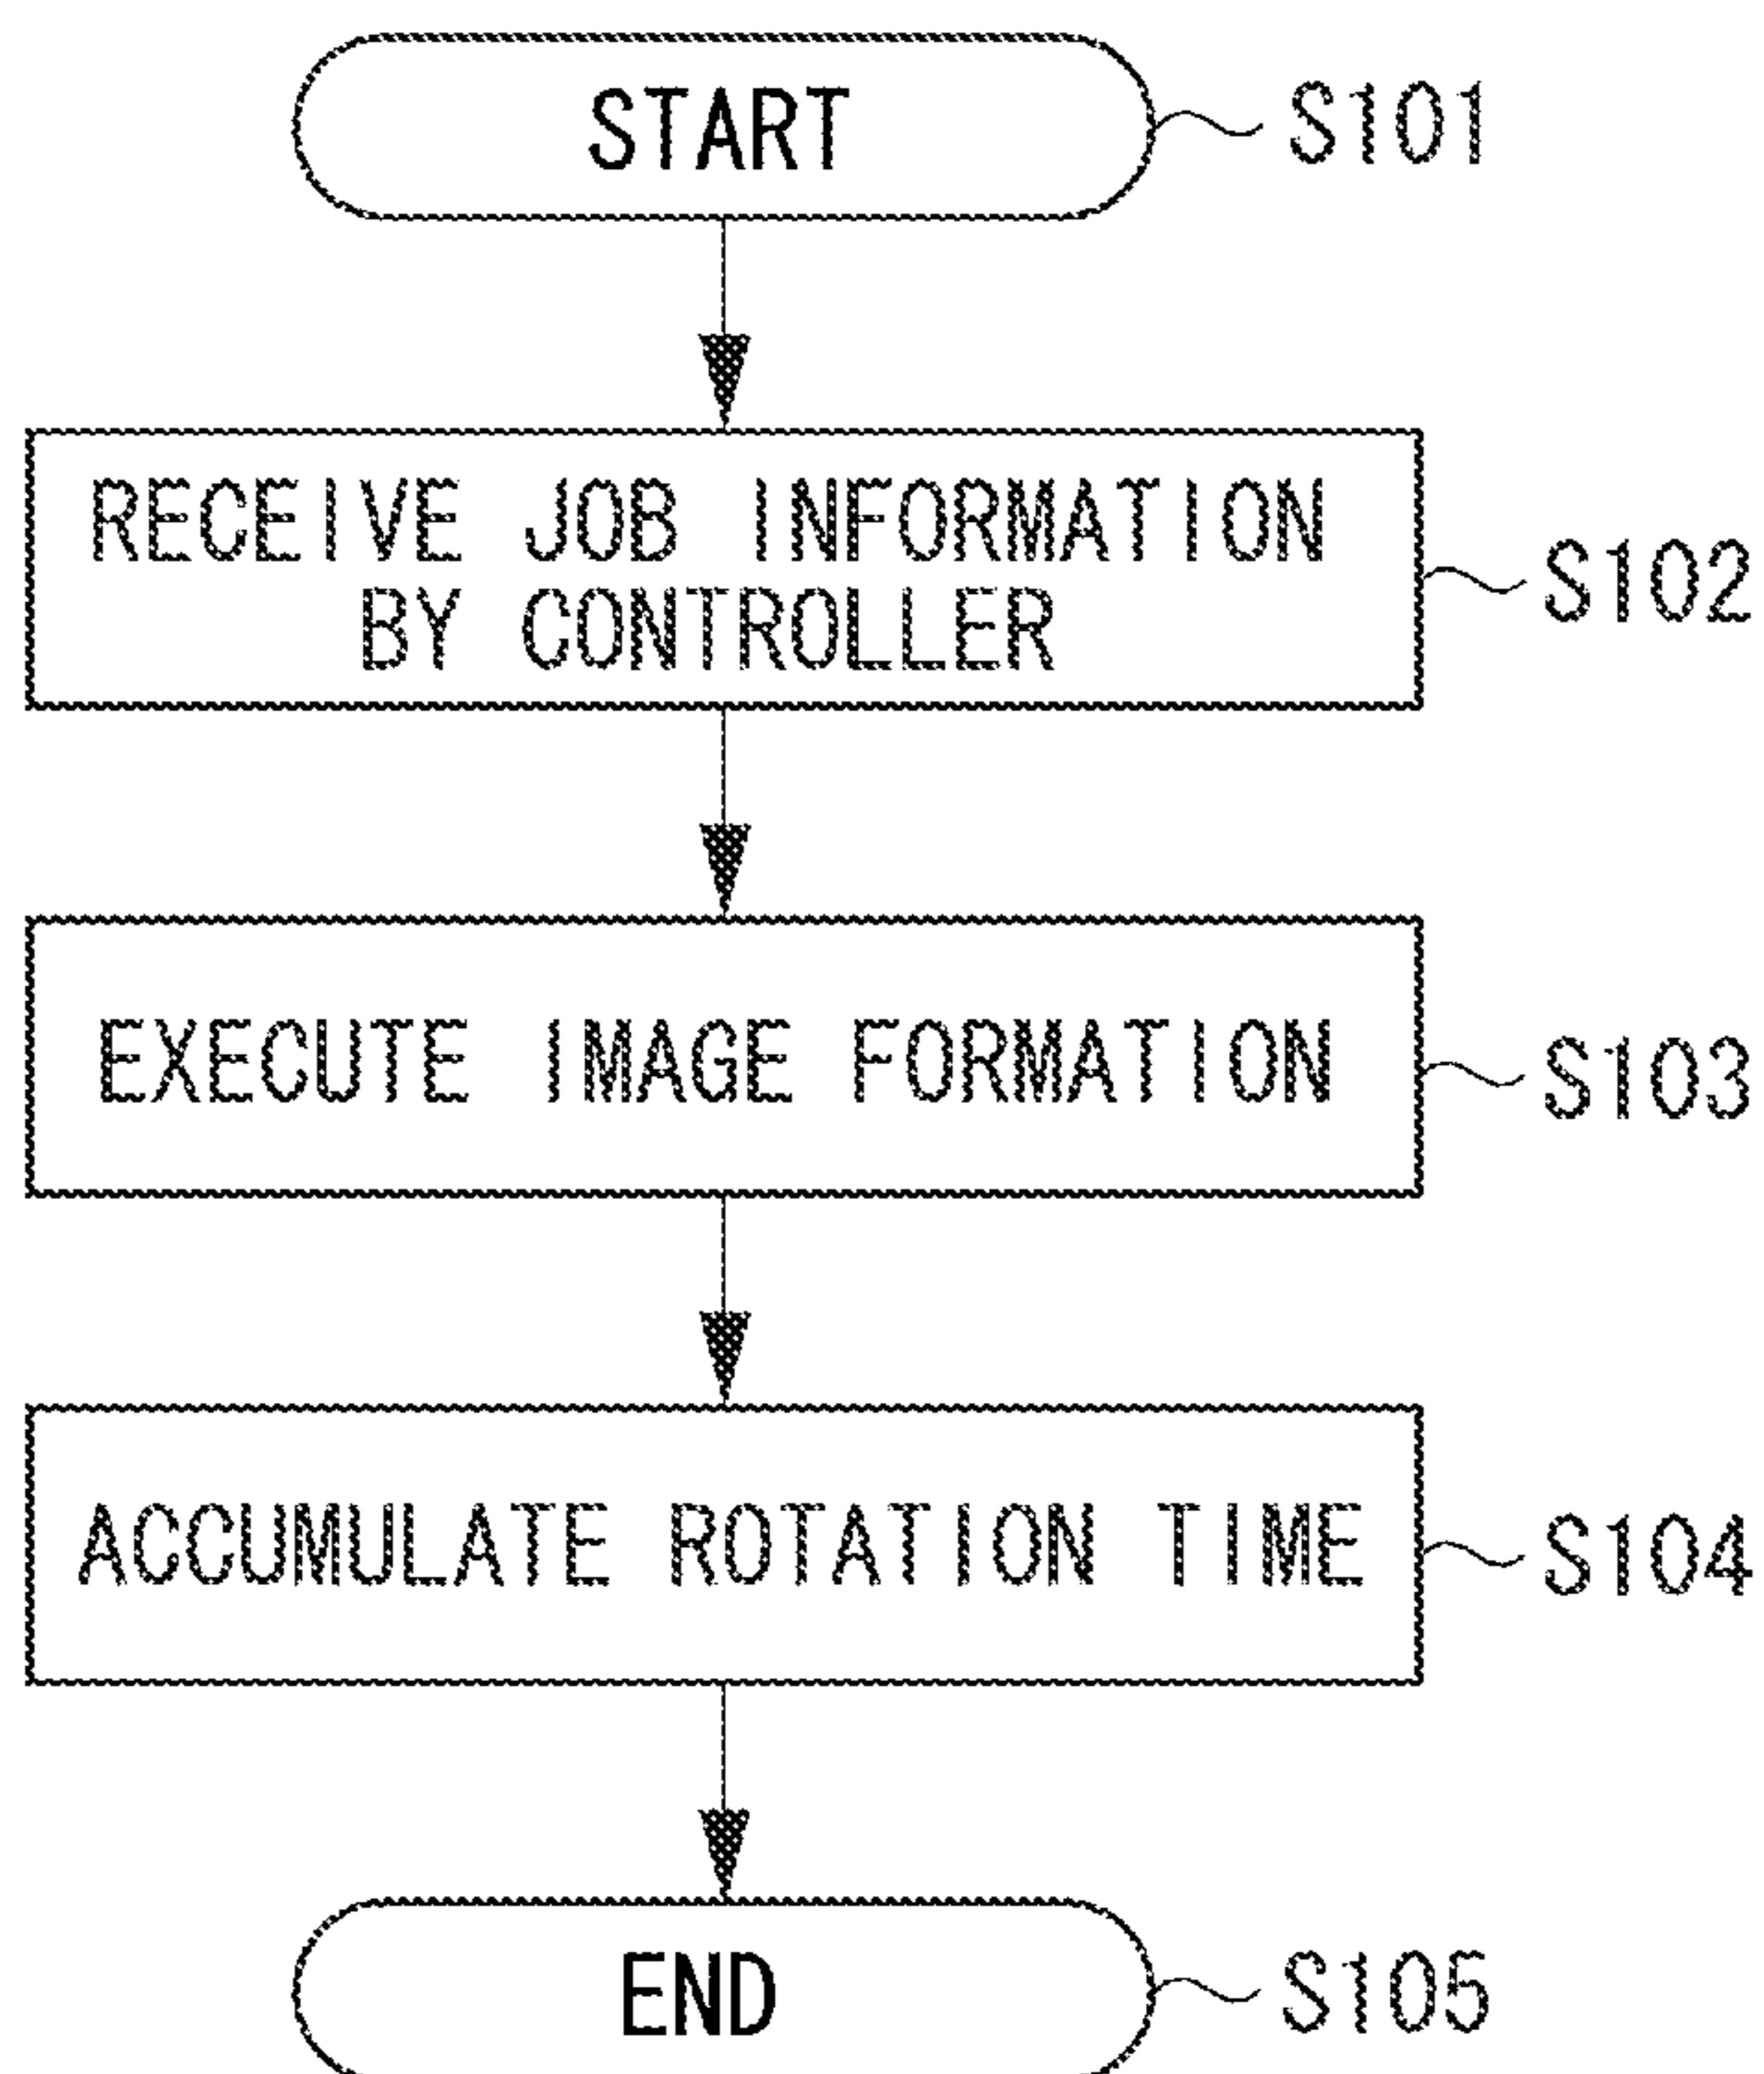 START
S101
RECEIVE JOB INFORMATION
BY CONTROLLER
S102
EXECUTE IMAGE FORMATION
S103
ACCUMULATE ROTATION TIME
S104
END
S105